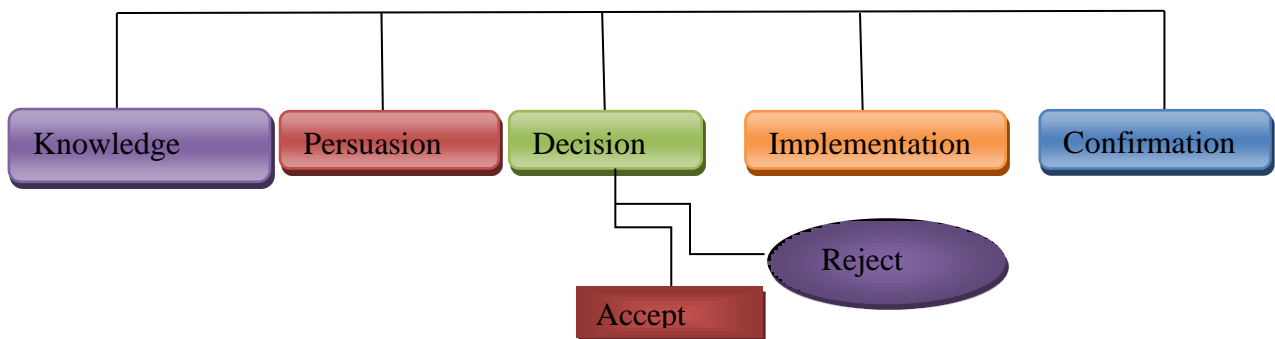 Knowledge
Persuasion
Decision
Implementation
Confirmation
Reject
Accept